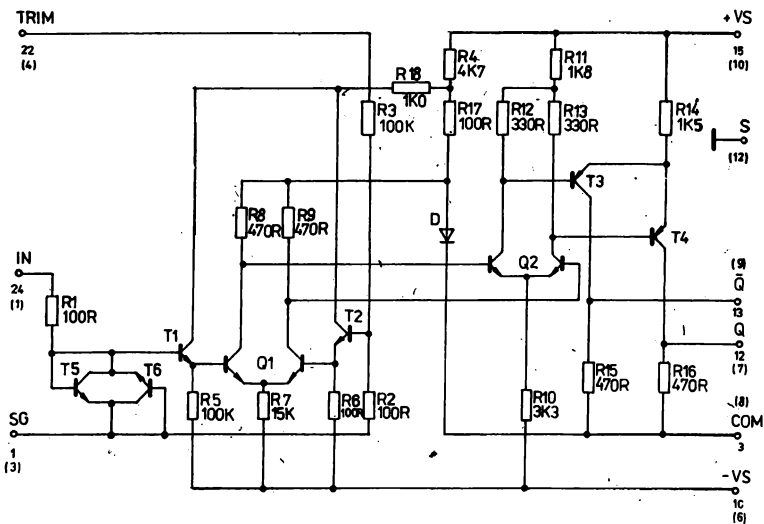 TRIM
22
(4)
+VS
15
(10)
R4
4K7
R11
1K8
R18
1K0
R3
100K
R17
100R
R12
330R
R13
330R
R14
1K5
S
(12)
T3
R8
470R
R9
470R
D
T4
IN
24
(1)
Q2
(9)
Q̄
13
R1
100R
T1
T2
Q1
Q
12
(7)
T5
T6
R15
470R
R16
470R
R5
100K
R7
15K
R6
100R
R2
100R
R10
3K3
(8)
SG
1
(3)
COM
3
-VS
1C
(6)